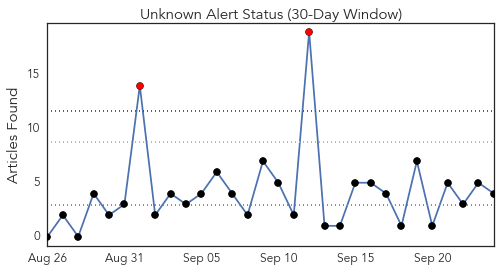 Unknown Alert Status (30-Day Window)
Articles Found
15
10
5
0
Aug 26
Aug 31
Sep 05
Sep 10
Sep 15
Sep 20